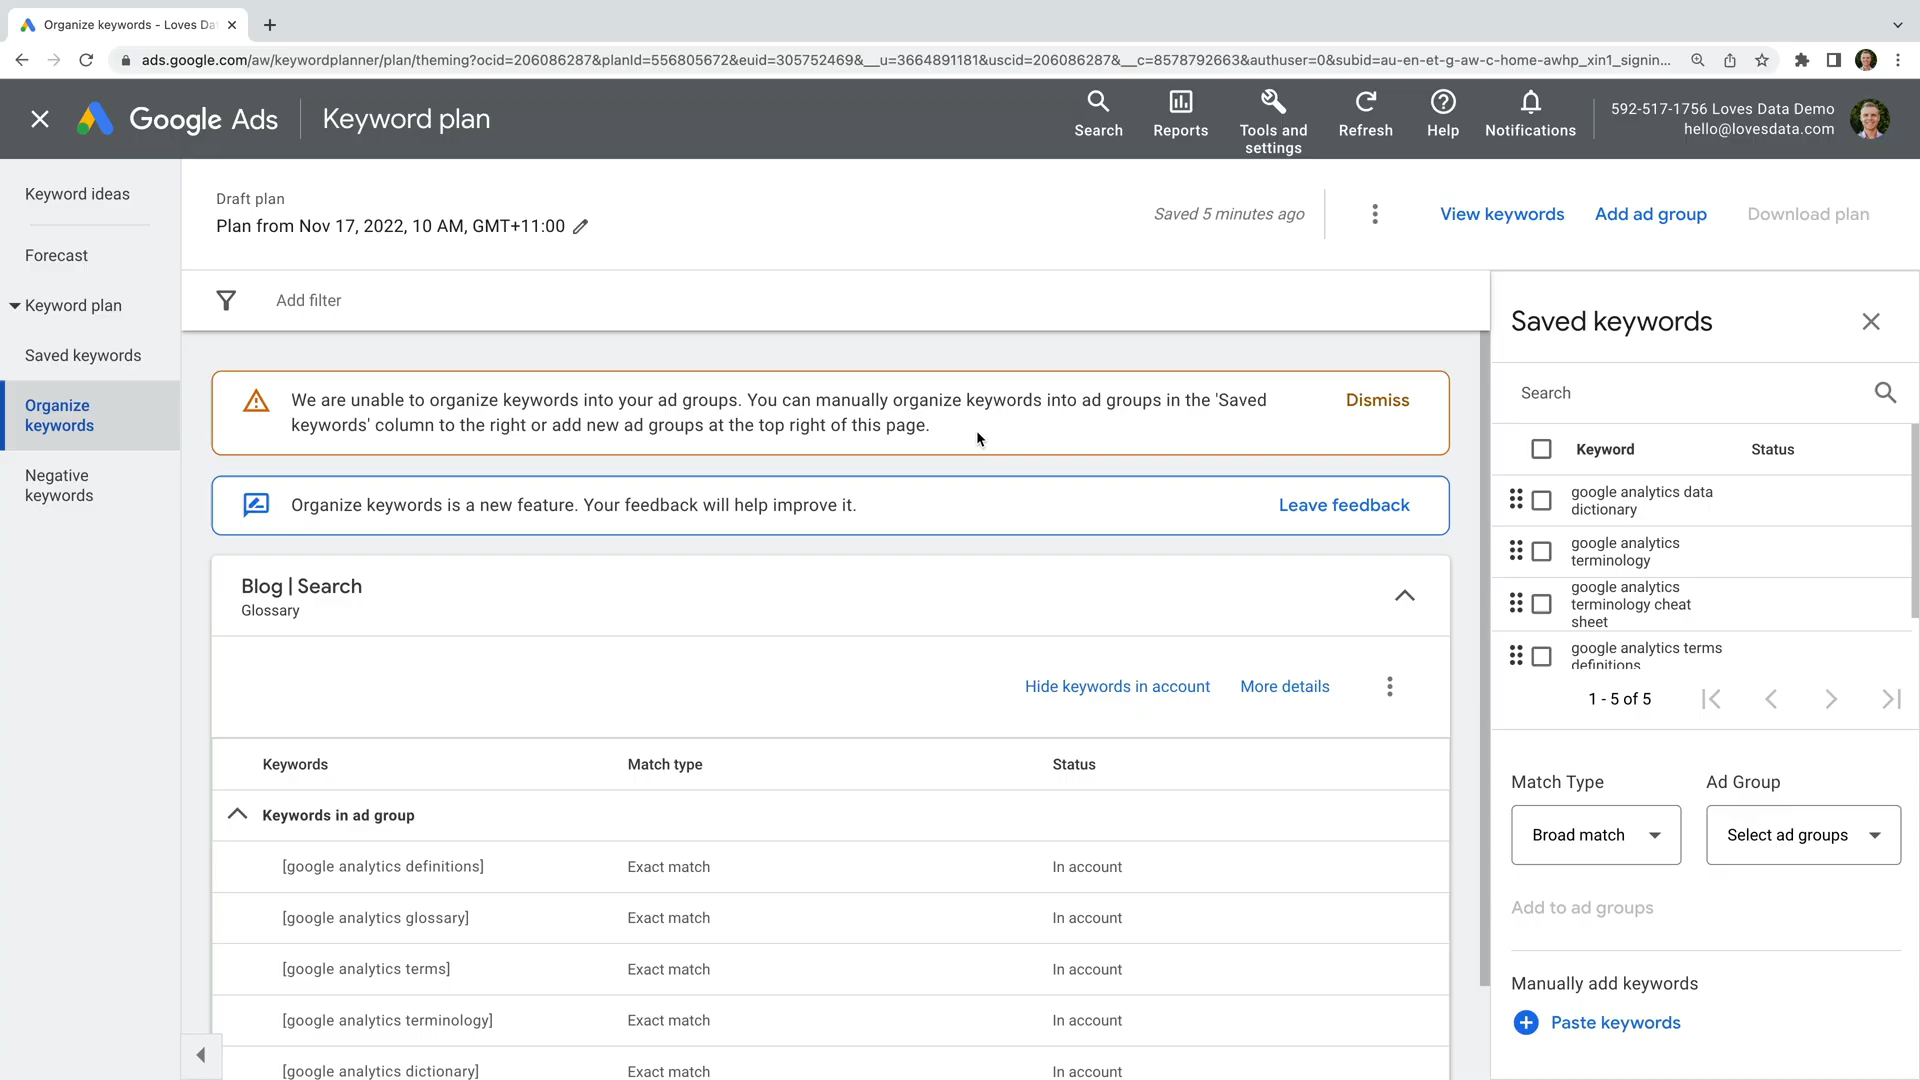 Organize keywords - Loves Da
ads.google.com/aw/keywordplanner/plan/theming?ocid=206086287&planId=556805672&euid=305752469&__u=3664891181&uscid=206086287&__c=8578792663&authuser=0&subid=au-en-et-g-aw-c-home-awhp_xin1_signin...
Google Ads
Keyword plan
Search
Reports
Tools and
settings
Refresh
Help
Notifications
592-517-1756 Loves Data Demo
hello@lovesdata.com
Keyword ideas
Forecast
Keyword plan
Saved keywords
Organize
keywords
Negative
keywords
Draft plan
Plan from Nov 17, 2022, 10 AM, GMT+11:00
Saved 5 minutes ago
View keywords
Add ad group
Download plan
Add filter
We are unable to organize keywords into your ad groups. You can manually organize keywords into ad groups in the 'Saved
keywords' column to the right or add new ad groups at the top right of this page.
Dismiss
Organize keywords is a new feature. Your feedback will help improve it.
Leave feedback
Blog | Search
Glossary
Hide keywords in account
More details
Keywords
Match type
Status
Keywords in ad group
[google analytics definitions]
Exact match
In account
[google analytics glossary]
Exact match
In account
[google analytics terms]
Exact match
In account
[google analytics terminology]
Exact match
In account
[google analytics dictionary]
Exact match
In account
Saved keywords
Search
Keyword
Status
google analytics data
dictionary
google analytics
terminology
google analytics
terminology cheat
sheet
google analytics terms
definitions
1 - 5 of 5
Match Type
Ad Group
Broad match
Select ad groups
Add to ad groups
Manually add keywords
Paste keywords